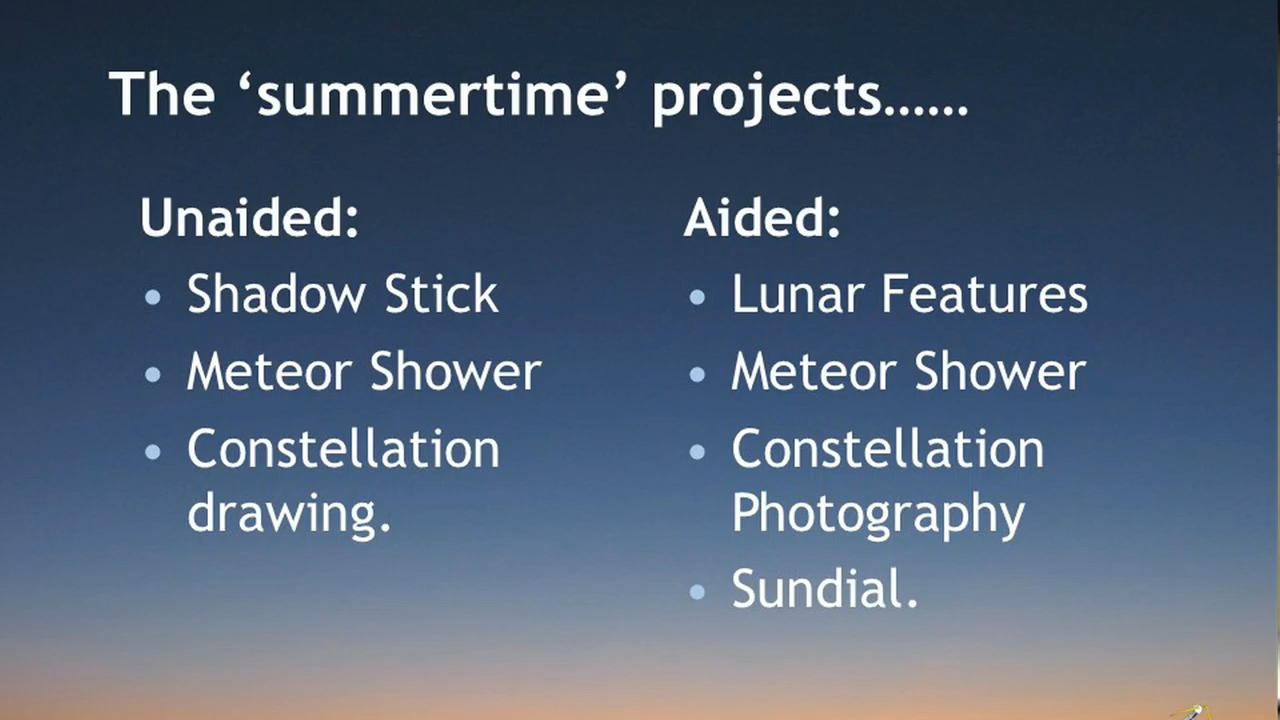 The ‘summertime’ projects……
Unaided:
• Shadow Stick
• Meteor Shower
• Constellation
drawing.
Aided:
• Lunar Features
• Meteor Shower
• Constellation
Photography
• Sundial.